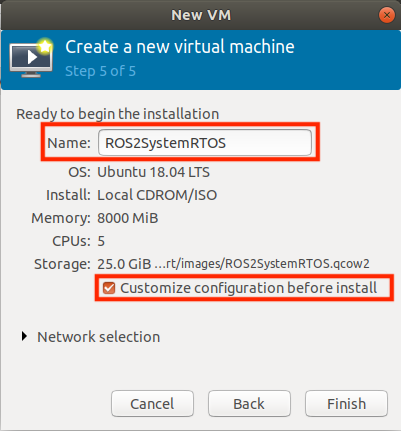 New VM
Create a new virtual machine
Step 5 of 5
Ready to begin the installation
Name: ROS2SystemRTOS
OS: Ubuntu 18.04 LTS
Install: Local CDROM/ISO
Memory: 8000 MiB
CPUs: 5
Storage: 25.0 GiB ...rt/images/ROS2SystemRTOS.qcow2
Customize configuration before install
Network selection
Cancel Back Finish